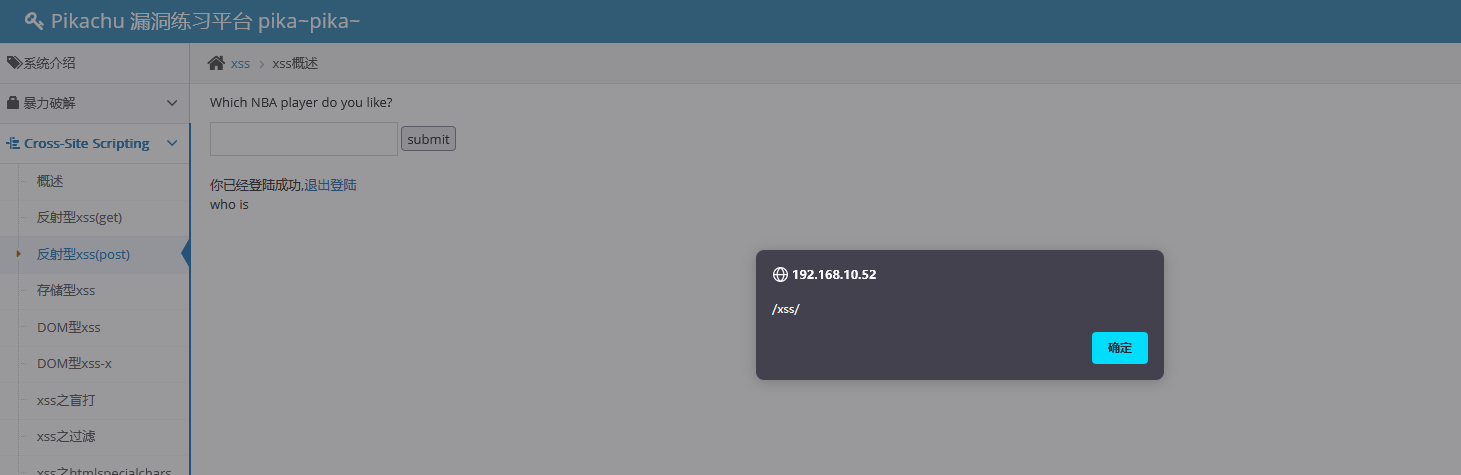 Pikachu 漏洞练习平台 pika~pika~
系统介绍
xss > xss概述
暴力破解
Which NBA player do you like?
submit
Cross-Site Scripting
概述
你已经登陆成功,退出登陆
who is
反射型xss(get)
反射型xss(post)
192.168.10.52
/xss/
确定
存储型xss
DOM型xss
DOM型xss-x
xss之盲打
xss之过滤
xss之htmlspecialchars